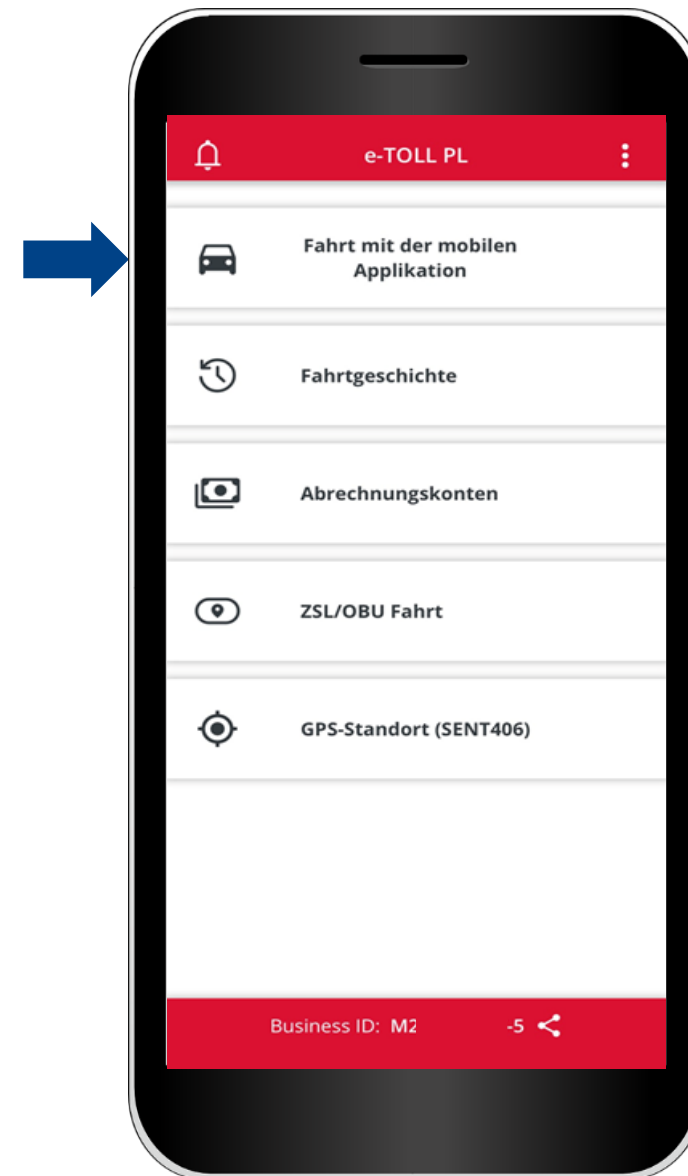 e-TOLL PL
Fahrt mit der mobilen
Applikation
Fahrtgeschichte
Abrechnungskonten
ZSL/OBU Fahrt
GPS-Standort (SENT406)
Business ID: M2 -5